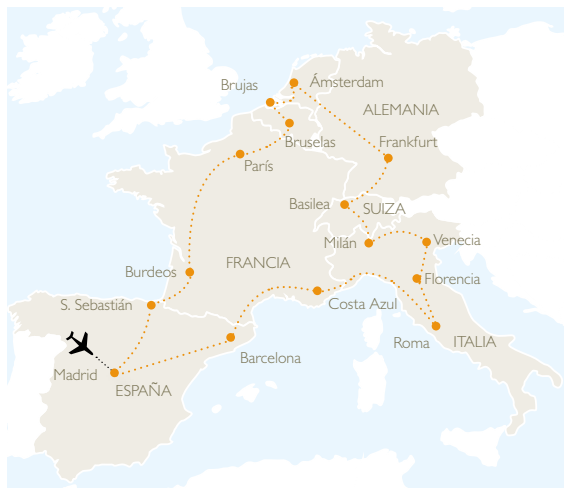 Brujas
Ámsterdam
ALEMANIA
Bruselas
Frankfurt
París
Basilea
SUIZA
Milán
Venecia
Burdeos
FRANCIA
Florencia
S. Sebastián
Costa Azul
Roma
ITALIA
Barcelona
Madrid
ESPAÑA